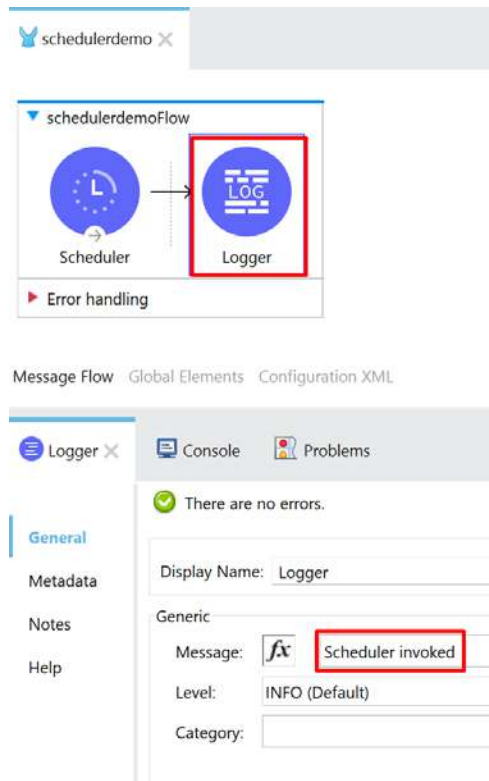 schedulerdemo
schedulerdemoFlow
L
LOG
Scheduler Logger
Error handling
Message Flow Global Elements Configuration XML
Logger Console Problems
There are no errors.
General
Display Name: Logger
Metadata
Generic
Notes
Message: fx Scheduler invoked
Help
Level: INFO (Default)
Category: